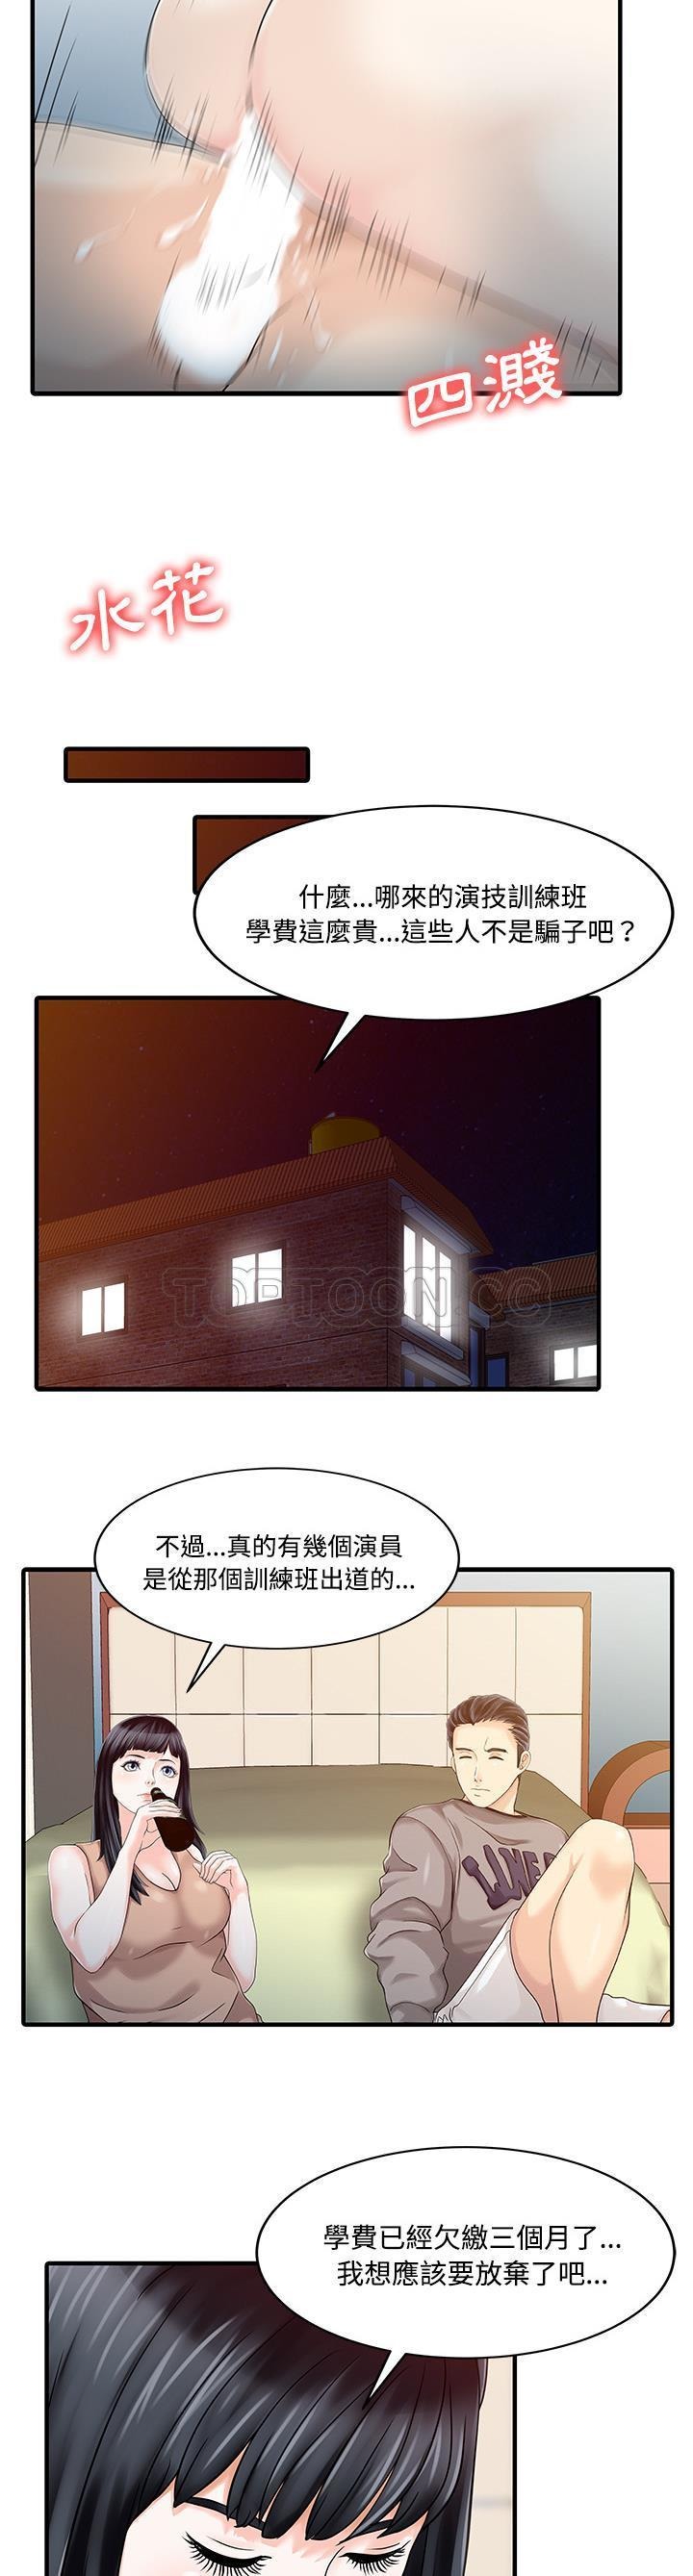 四濺
水花
什麼...哪來的演技訓練班
學費這麼貴...這些人不是騙子吧？
TOPTOON.CC
不過...真的有幾個演員
是從那個訓練班出道的...
學費已經欠繳三個月了...
我想應該要放棄了吧...